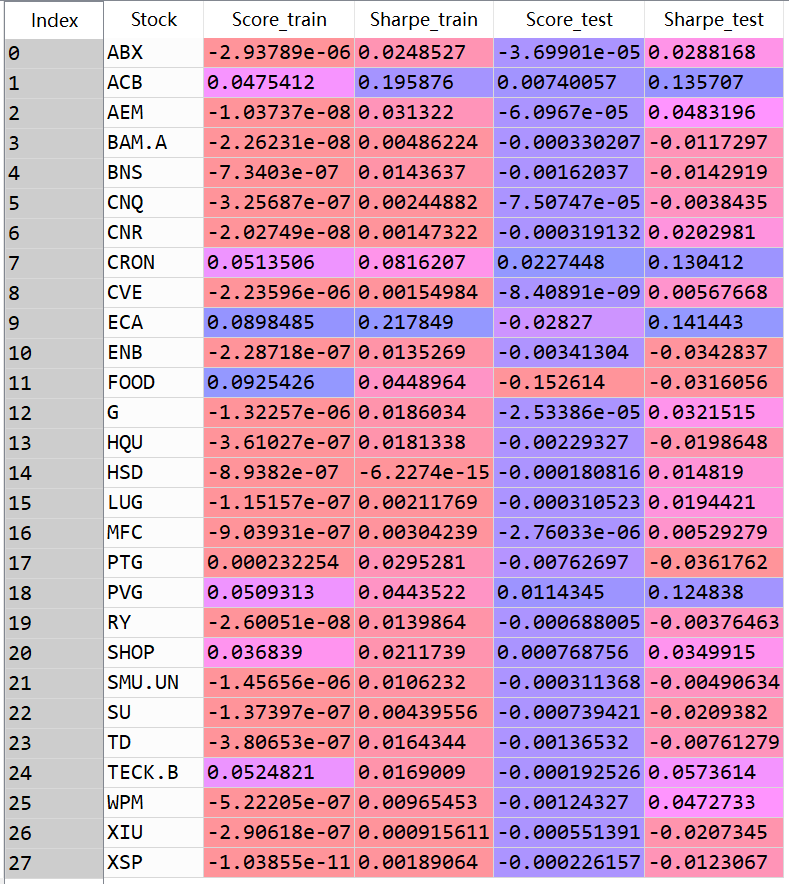 Index Stock Score_train Sharpe_train Score_test Sharpe_test
0 ABX -2.93789e-06 0.0248527 -3.69901e-05 0.0288168
1 ACB 0.0475412 0.195876 0.00740057 0.135707
2 AEM -1.03737e-08 0.031322 -6.0967e-05 0.0483196
3 BAM.A -2.26231e-08 0.00486224 -0.000330207 -0.0117297
4 BNS -7.3403e-07 0.0143637 -0.00162037 -0.0142919
5 CNQ -3.25687e-07 0.00244882 -7.50747e-05 -0.0038435
6 CNR -2.02749e-08 0.00147322 -0.000319132 0.0202981
7 CRON 0.0513506 0.0816207 0.0227448 0.130412
8 CVE -2.23596e-06 0.00154984 -8.40891e-09 0.00567668
9 ECA 0.0898485 0.217849 -0.02827 0.141443
10 ENB -2.28718e-07 0.0135269 -0.00341304 -0.0342837
11 FOOD 0.0925426 0.0448964 -0.152614 -0.0316056
12 G -1.32257e-06 0.0186034 -2.53386e-05 0.0321515
13 HQU -3.61027e-07 0.0181338 -0.00229327 -0.0198648
14 HSD -8.9382e-07 -6.2274e-15 -0.000180816 0.014819
15 LUG -1.15157e-07 0.00211769 -0.000310523 0.0194421
16 MFC -9.03931e-07 0.00304239 -2.76033e-06 0.00529279
17 PTG 0.000232254 0.0295281 -0.00762697 -0.0361762
18 PVG 0.0509313 0.0443522 0.0114345 0.124838
19 RY -2.60051e-08 0.0139864 -0.000688005 -0.00376463
20 SHOP 0.036839 0.0211739 0.000768756 0.0349915
21 SMU.UN -1.45656e-06 0.0106232 -0.000311368 -0.00490634
22 SU -1.37397e-07 0.00439556 -0.000739421 -0.0209382
23 TD -3.80653e-07 0.0164344 -0.00136532 -0.00761279
24 TECK.B 0.0524821 0.0169009 -0.000192526 0.0573614
25 WPM -5.22205e-07 0.00965453 -0.00124327 0.0472733
26 XIU -2.90618e-07 0.000915611 -0.000551391 -0.0207345
27 XSP -1.03855e-11 0.00189064 -0.000226157 -0.0123067